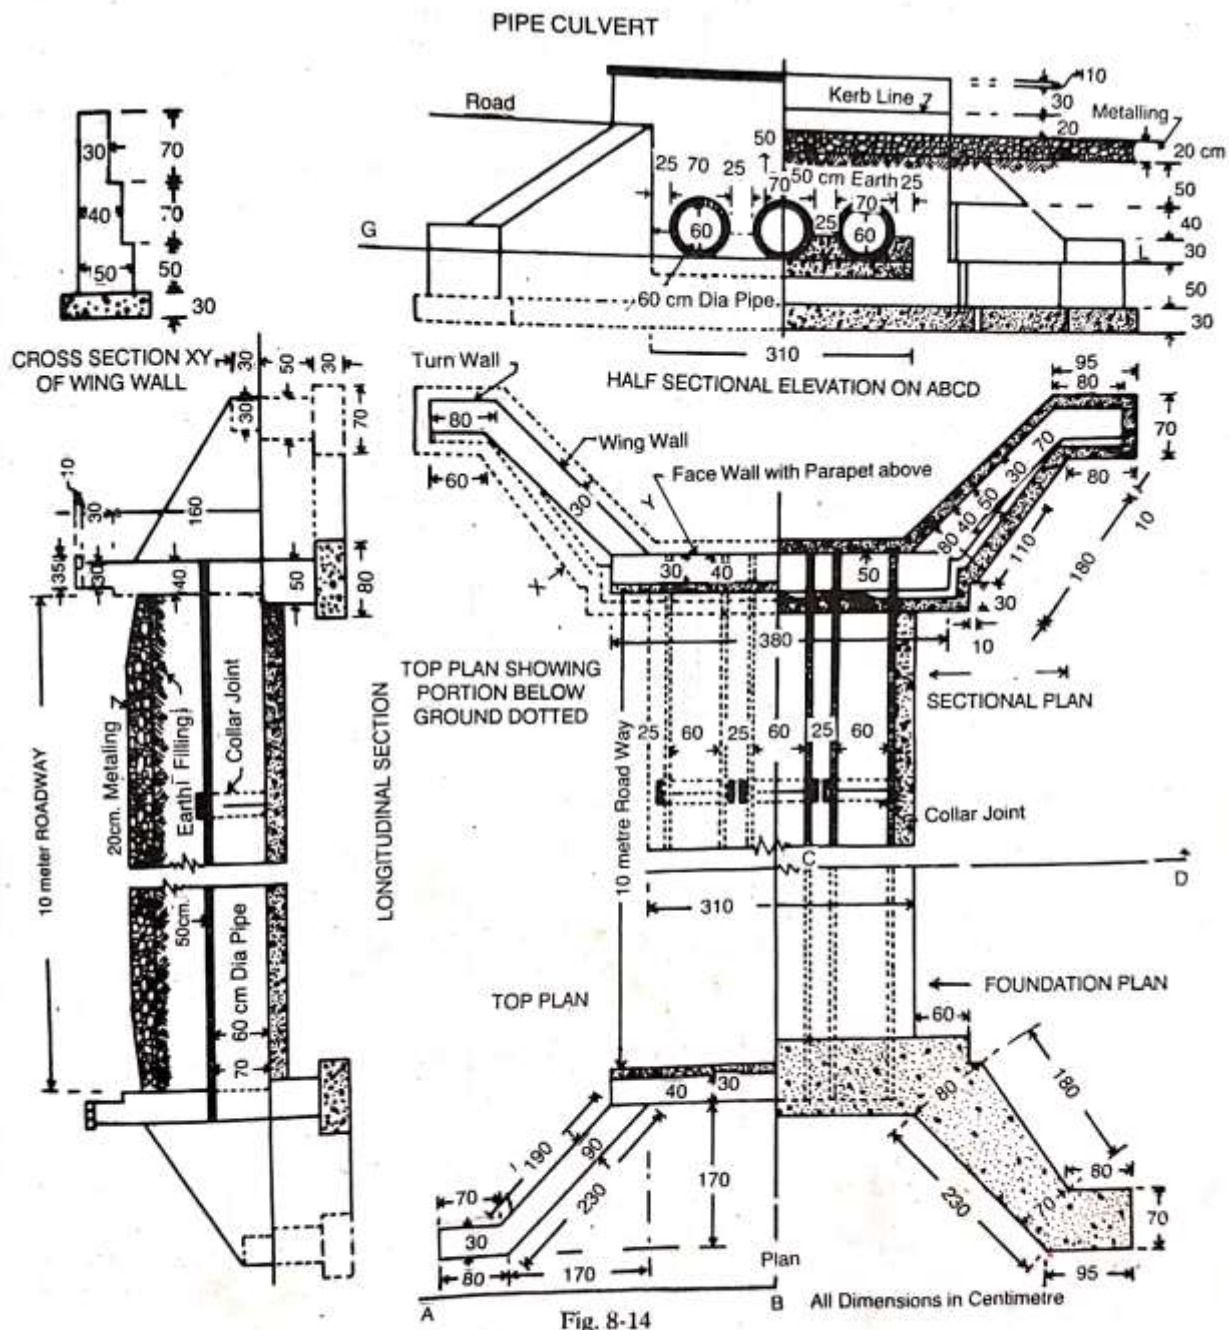 PIPE CULVERT
Road
Kerb Line 7
10
30
20
Metalling
20 cm
50
40
30
50
30
50
25 70 25
70
50 cm Earth 25
70
25
60
60
G
L
60 cm Dia Pipe
310
HALF SECTIONAL ELEVATION ON ABCD
30
70
40
70
50
50
30
CROSS SECTION XY
OF WING WALL
30
50
30
30
70
10
30
160
35
30
40
50
80
10 meter ROADWAY
20cm. Metaling
Earth Filling
Collar Joint
50cm.
60 cm Dia Pipe
70
LONGITUDINAL SECTION
Turn Wall
80
60
Wing Wall
30
Y
X
Face Wall with Parapet above
30
40
50
95
80
70
80
80 40 50 30 70
110
180
10
30
10
380
TOP PLAN SHOWING
PORTION BELOW
GROUND DOTTED
SECTIONAL PLAN
25
60
25
60
25
60
10 metre Road Way
Collar Joint
C
D
310
TOP PLAN
FOUNDATION PLAN
60
40
30
80
180
190
90
230
170
70
30
80
170
80
70
70
230
95
Plan
A
B
All Dimensions in Centimetre
Fig. 8-14